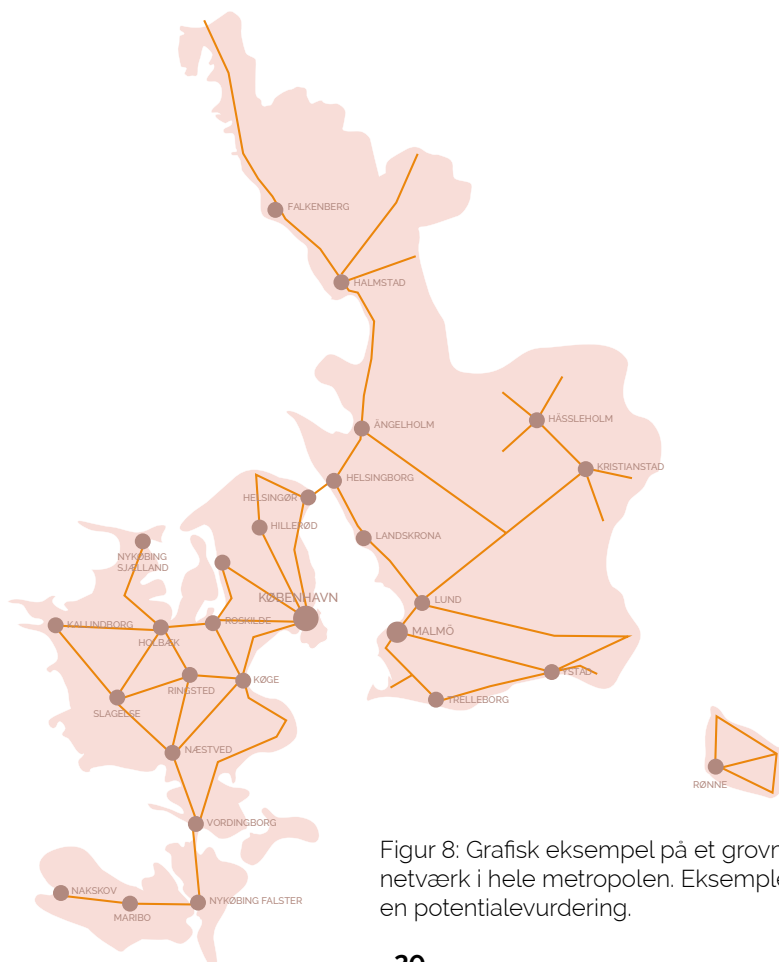 FALKENBERG
HALMSTAD
ÄNGELHOLM
HÄSSLEHOLM
KRISTIANSTAD
HELSINGBORG
HELSINGØR
HILLERØD
LANDSKRONA
NYKØBING
SJÆLLAND
KØBENHAVN
LUND
KALUNDBORG
ROSKILDE
MALMÖ
HOLBÆK
YSTAD
KØGE
RINGSTED
TRELLEBORG
SLAGELSE
NÆSTVED
RØNNE
VORDINGBORG
NAKSKOV
MARIBO
NYKØBING FALSTER
Figur 8: Grafisk eksempel på et
netværk i hele metropolen.
en potentialevurdering.